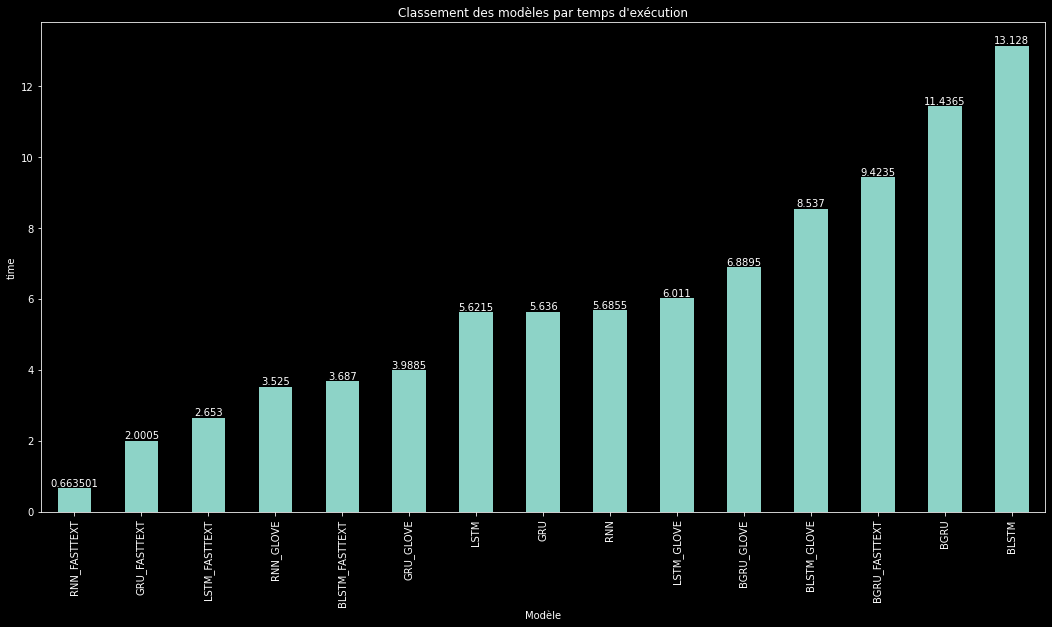 Classement des modèles par temps d'exécution
time
12
10
8
6
4
2
0
0.663501
2.0005
2.653
3.525
3.687
3.9885
5.6215
5.636
5.6855
6.011
6.8895
8.537
9.4235
11.4365
13.128
RNN_FASTTEXT
GRU_FASTTEXT
LSTM_FASTTEXT
RNN_GLOVE
BLSTM_FASTTEXT
GRU_GLOVE
LSTM
GRU
RNN
LSTM_GLOVE
BGRU_GLOVE
BLSTM_GLOVE
BGRU_FASTTEXT
BGRU
BLSTM
Modèle